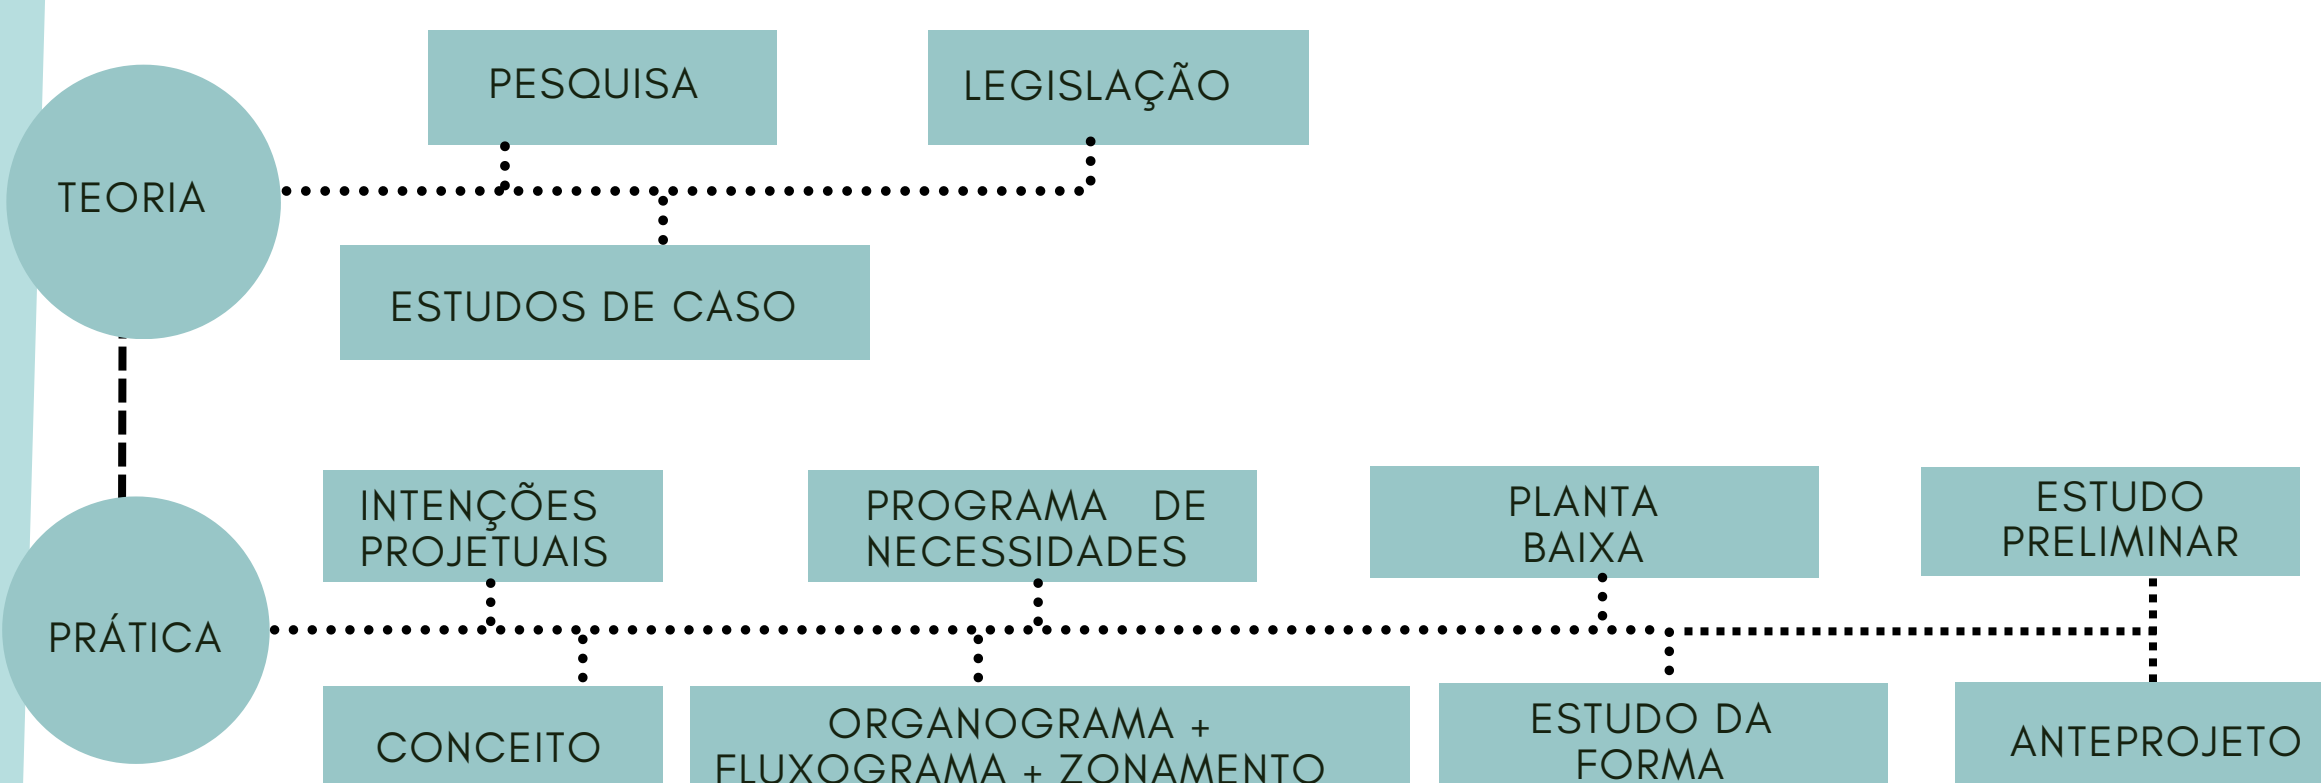 PESQUISA
LEGISLAÇÃO
TEORIA
ESTUDOS DE CASO
INTENÇÕES
PROJETUAIS
PROGRAMA DE
NECESSIDADES
PLANTA
BAIXA
ESTUDO
PRELIMINAR
PRÁTICA
CONCEITO
ORGANOGRAMA +
FLUXOGRAMA + ZONAMENTO
ESTUDO DA
FORMA
ANTEPROJETO